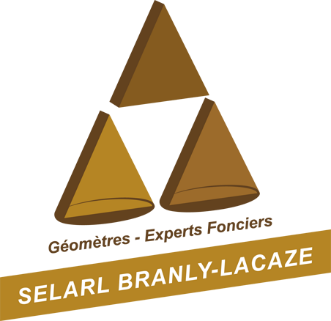 Géomètres - Experts Fonciers
SELARL BRANLY-LACAZE